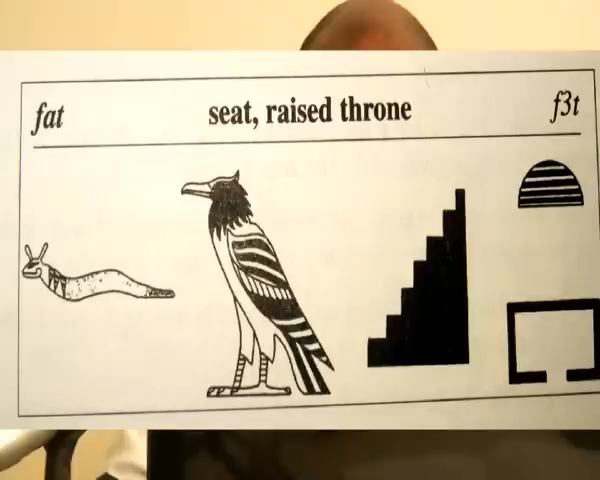 fat seat, raised throne f3t